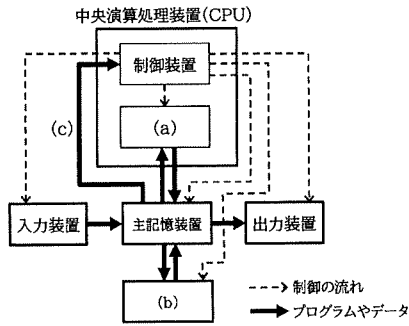 中央演算処理装置(CPU)
制御装置
(c)
(a)
入力装置
主記憶装置
出力装置
(b)
制御の流れ
プログラムやデータ